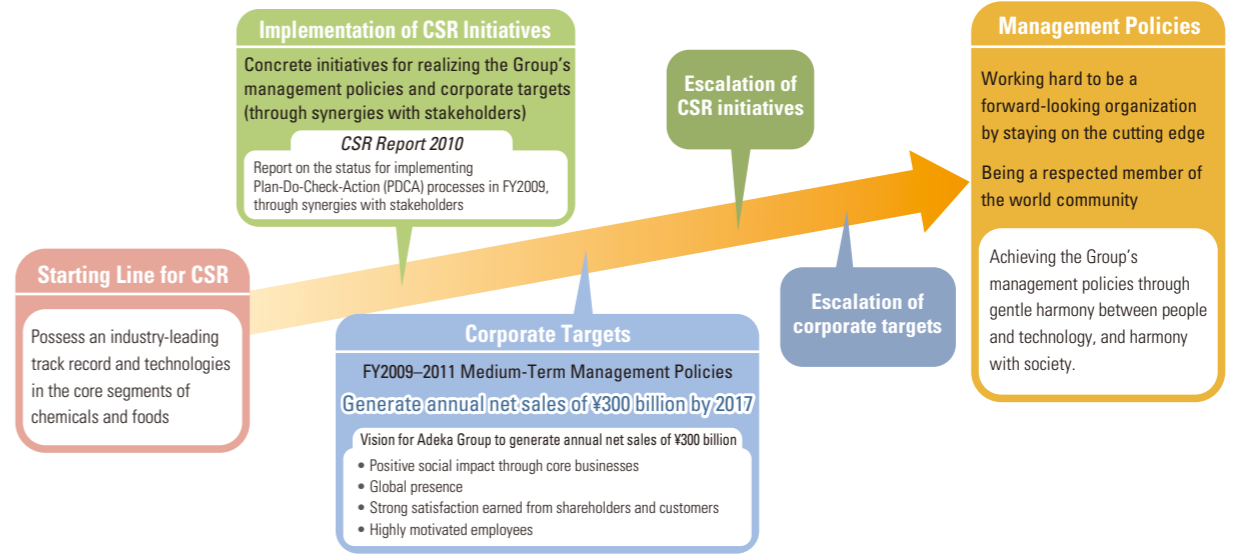 Starting Line for CSR
Possess an industry-leading
track record and technologies
in the core segments of
chemicals and foods
Implementation of CSR Initiatives
Concrete initiatives for realizing the Group's
management policies and corporate targets
(through synergies with stakeholders)
CSR Report 2010
Report on the status for implementing
Plan-Do-Check-Action (PDCA) processes in FY2009,
through synergies with stakeholders
Corporate Targets
FY2009–2011 Medium-Term Management Policies
Generate annual net sales of ¥300 billion by 2017
Vision for Adeka Group to generate annual net sales of ¥300 billion
• Positive social impact through core businesses
• Global presence
• Strong satisfaction earned from shareholders and customers
• Highly motivated employees
Escalation of
CSR initiatives
Escalation of
corporate targets
Management Policies
Working hard to be a
forward-looking organization
by staying on the cutting edge
Being a respected member of
the world community
Achieving the Group's
management policies through
gentle harmony between people
and technology, and harmony
with society.